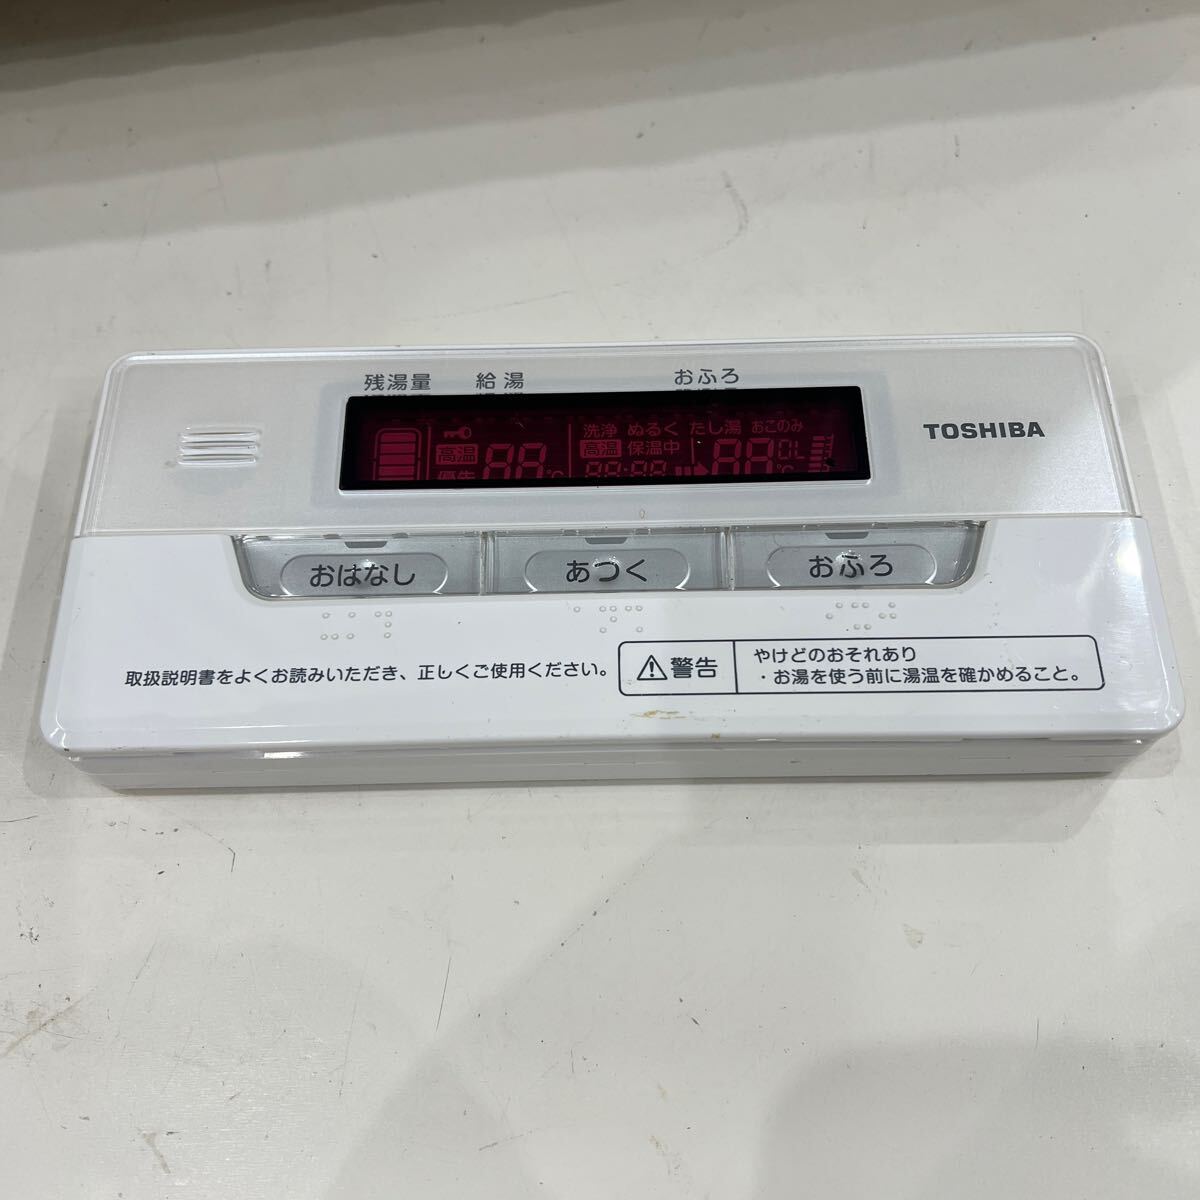 残湯量 給湯 おふろ
TOSHIBA
洗浄 ぬるく たし湯 おこのみ
高温 88 高温 保温中 88
優先 ℃ 88:88 ℃
おはなし あつく おふろ
取扱説明書をよくお読みいただき、正しくご使用ください。
警告
やけどのおそれあり
・お湯を使う前に湯温を確かめること。